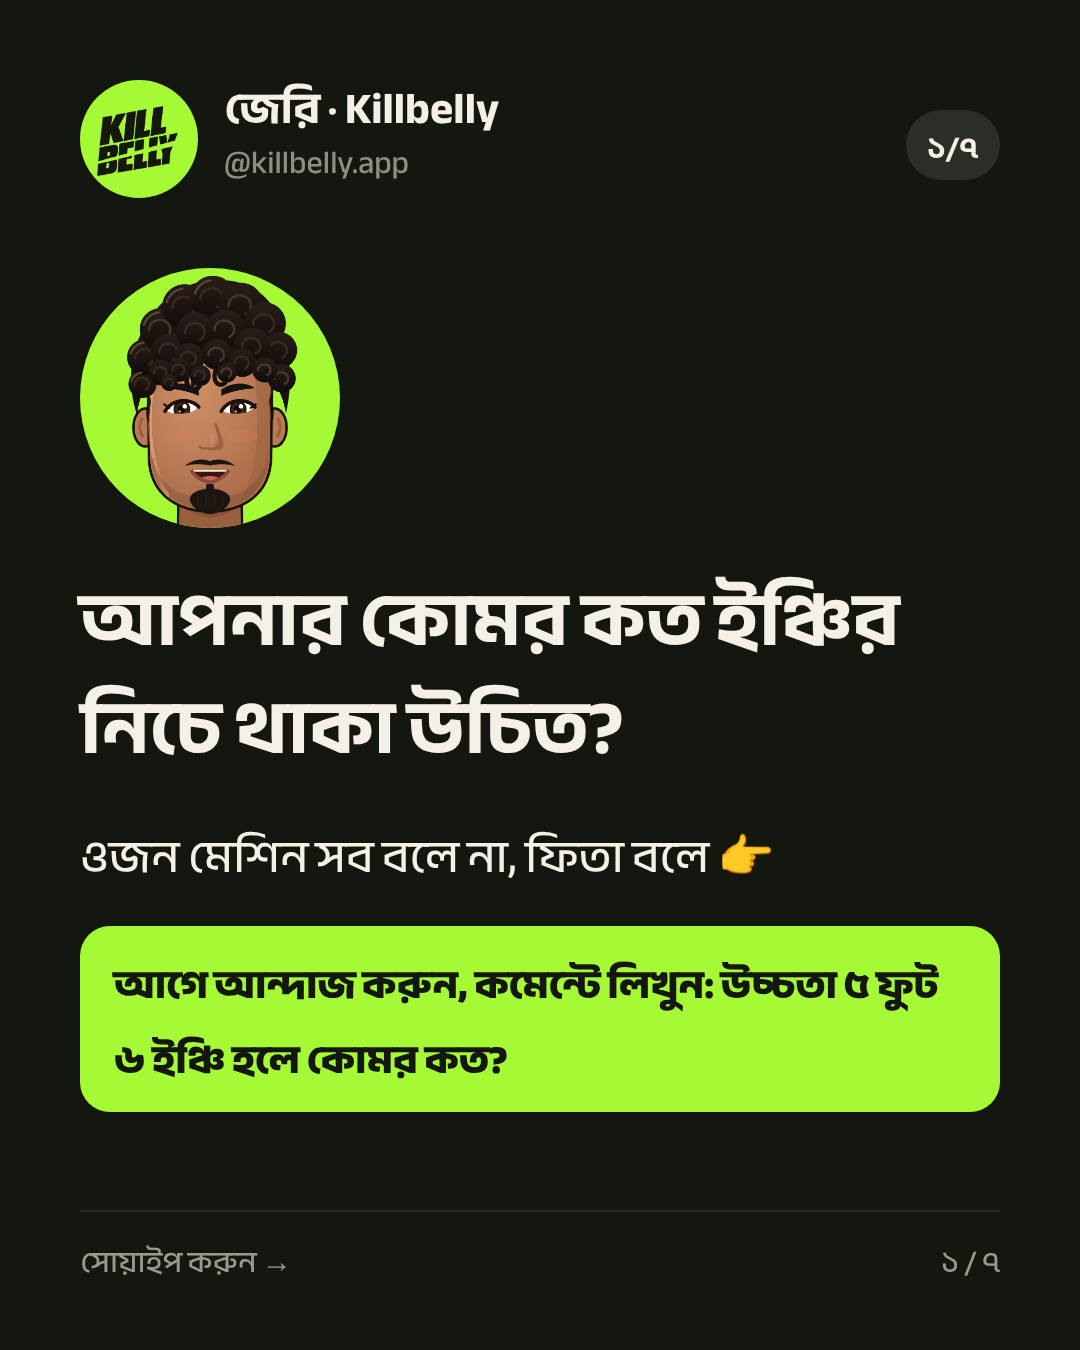 KILL
BELLY
BELLY
জেরি · Killbelly
@killbelly.app
১/৭
আপনার কোমর কত ইঞ্চির
নিচে থাকা উচিত?
ওজন মেশিন সব বলে না, ফিতা বলে 👉
আগে আন্দাজ করুন, কমেন্টে লিখুন: উচ্চতা ৫ ফুট
৬ ইঞ্চি হলে কোমর কত?
সোয়াইপ করুন →
১ / ৭